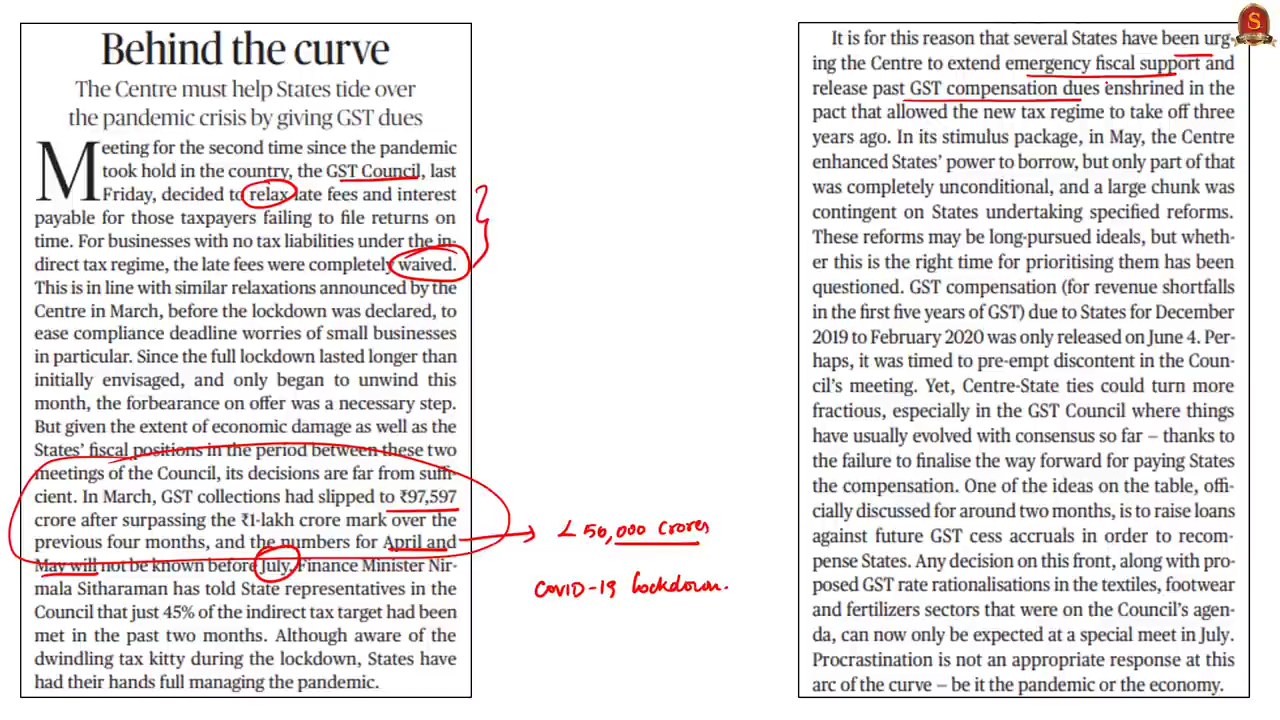 Behind the curve
The Centre must help States tide over
the pandemic crisis by giving GST dues
Meeting for the second time since the pandemic
took hold in the country, the GST Council, last
Friday, decided to relax late fees and interest
payable for those taxpayers failing to file returns on
time. For businesses with no tax liabilities under the in-
direct tax regime, the late fees were completely waived.
This is in line with similar relaxations announced by the
Centre in March, before the lockdown was declared, to
ease compliance deadline worries of small businesses
in particular. Since the full lockdown lasted longer than
initially envisaged, and only began to unwind this
month, the forbearance on offer was a necessary step.
But given the extent of economic damage as well as the
States' fiscal positions in the period between these two
meetings of the Council, its decisions are far from suffi-
cient. In March, GST collections had slipped to ₹97,597
crore after surpassing the ₹1-lakh crore mark over the
previous four months, and the numbers for April and
May will not be known before July. Finance Minister Nir-
mala Sitharaman has told State representatives in the
Council that just 45% of the indirect tax target had been
met in the past two months. Although aware of the
dwindling tax kitty during the lockdown, States have
had their hands full managing the pandemic.
< 50,000 crores
COVID-19 lockdown.
It is for this reason that several States have been urg-
ing the Centre to extend emergency fiscal support and
release past GST compensation dues enshrined in the
pact that allowed the new tax regime to take off three
years ago. In its stimulus package, in May, the Centre
enhanced States' power to borrow, but only part of that
was completely unconditional, and a large chunk was
contingent on States undertaking specified reforms.
These reforms may be long-pursued ideals, but wheth-
er this is the right time for prioritising them has been
questioned. GST compensation (for revenue shortfalls
in the first five years of GST) due to States for December
2019 to February 2020 was only released on June 4. Per-
haps, it was timed to pre-empt discontent in the Coun-
cil's meeting. Yet, Centre-State ties could turn more
fractious, especially in the GST Council where things
have usually evolved with consensus so far – thanks to
the failure to finalise the way forward for paying States
the compensation. One of the ideas on the table, offi-
cially discussed for around two months, is to raise loans
against future GST cess accruals in order to recom-
pense States. Any decision on this front, along with pro-
posed GST rate rationalisations in the textiles, footwear
and fertilizers sectors that were on the Council's agen-
da, can now only be expected at a special meet in July.
Procrastination is not an appropriate response at this
arc of the curve – be it the pandemic or the economy.
S